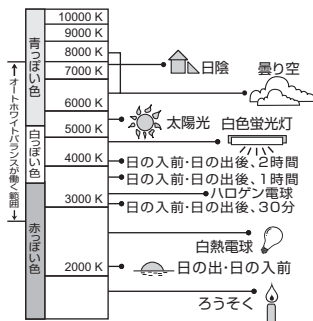 10000 K
9000 K
8000 K
7000 K
6000 K
5000 K
4000 K
3000 K
2000 K
青っぽい色
白っぽい色
赤っぽい色
オートホワイトバランスが働く範囲
日陰
曇り空
太陽光
白色蛍光灯
日の入前・日の出後、2時間
日の入前・日の出後、1時間
ハロゲン電球
日の入前・日の出後、30分
白熱電球
日の出・日の入前
ろうそく